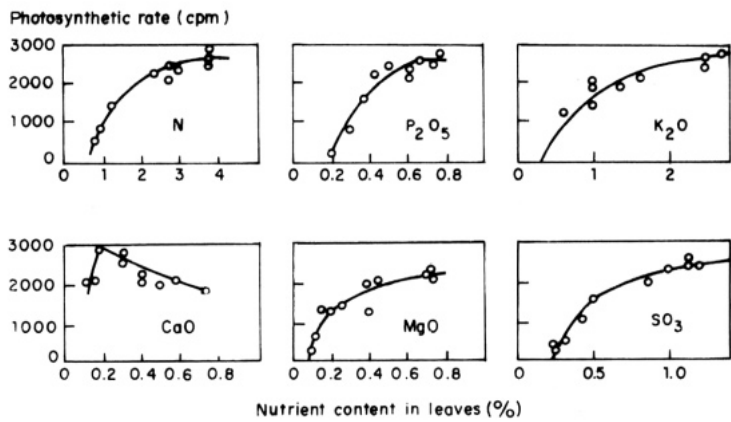 Photosynthetic rate (cpm)
3000
2000
1000
0
N
0 1 2 3 4 5
P₂O₅
0 0.2 0.4 0.6 0.8
K₂O
0 1 2
3000
2000
1000
0
CaO
0 0.2 0.4 0.6 0.8
MgO
0 0.2 0.4 0.6 0.8
SO₃
0 0.5 1.0
Nutrient content in leaves (%)